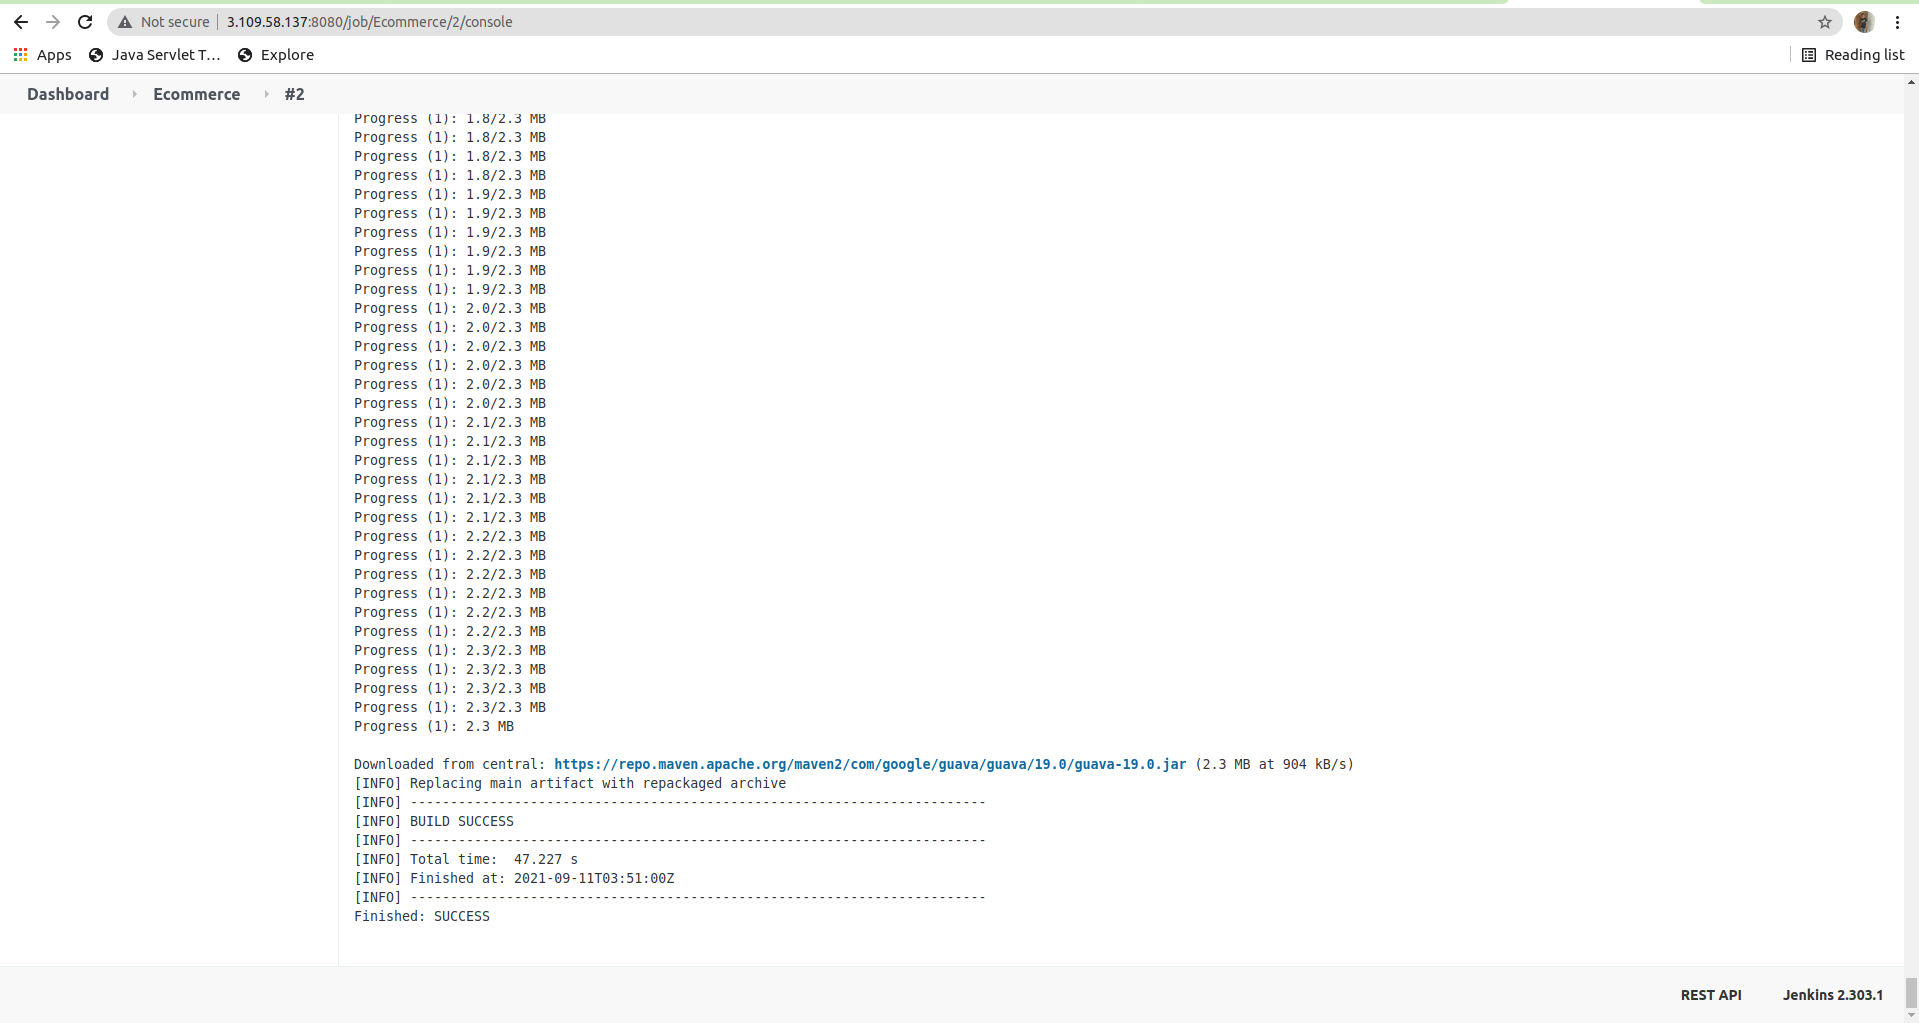 Not secure | 3.109.58.137:8080/job/Ecommerce/2/console
Apps Java Servlet T... Explore Reading list
Dashboard Ecommerce #2
Progress (1): 1.8/2.3 MB
Progress (1): 1.8/2.3 MB
Progress (1): 1.8/2.3 MB
Progress (1): 1.8/2.3 MB
Progress (1): 1.9/2.3 MB
Progress (1): 1.9/2.3 MB
Progress (1): 1.9/2.3 MB
Progress (1): 1.9/2.3 MB
Progress (1): 1.9/2.3 MB
Progress (1): 1.9/2.3 MB
Progress (1): 2.0/2.3 MB
Progress (1): 2.0/2.3 MB
Progress (1): 2.0/2.3 MB
Progress (1): 2.0/2.3 MB
Progress (1): 2.0/2.3 MB
Progress (1): 2.0/2.3 MB
Progress (1): 2.1/2.3 MB
Progress (1): 2.1/2.3 MB
Progress (1): 2.1/2.3 MB
Progress (1): 2.1/2.3 MB
Progress (1): 2.1/2.3 MB
Progress (1): 2.1/2.3 MB
Progress (1): 2.2/2.3 MB
Progress (1): 2.2/2.3 MB
Progress (1): 2.2/2.3 MB
Progress (1): 2.2/2.3 MB
Progress (1): 2.2/2.3 MB
Progress (1): 2.2/2.3 MB
Progress (1): 2.3/2.3 MB
Progress (1): 2.3/2.3 MB
Progress (1): 2.3/2.3 MB
Progress (1): 2.3/2.3 MB
Progress (1): 2.3 MB
Downloaded from central: https://repo.maven.apache.org/maven2/com/google/guava/guava/19.0/guava-19.0.jar (2.3 MB at 904 kB/s)
[INFO] Replacing main artifact with repackaged archive
[INFO] ------------------------------------------------------------------------
[INFO] BUILD SUCCESS
[INFO] ------------------------------------------------------------------------
[INFO] Total time:  47.227 s
[INFO] Finished at: 2021-09-11T03:51:00Z
[INFO] ------------------------------------------------------------------------
Finished: SUCCESS
REST API Jenkins 2.303.1